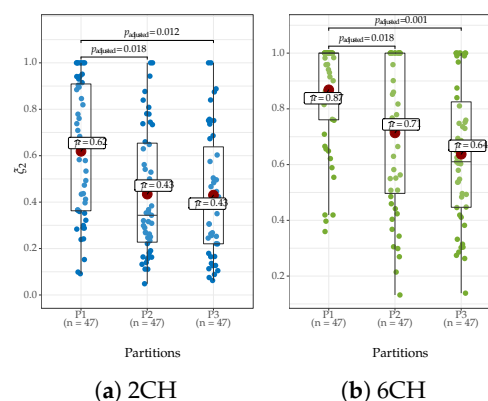 p_adjusted = 0.012
p_adjusted = 0.018
1.0
0.8
0.6
0.4
0.2
0.0
ξ̃2
μ̂ = 0.62
μ̂ = 0.43
μ̂ = 0.43
P1
(n = 47)
P2
(n = 47)
P3
(n = 47)
Partitions
(a) 2CH
p_adjusted = 0.001
p_adjusted = 0.018
1.0
0.8
0.6
0.4
0.2
μ̂ = 0.87
μ̂ = 0.71
μ̂ = 0.64
P1
(n = 47)
P2
(n = 47)
P3
(n = 47)
Partitions
(b) 6CH